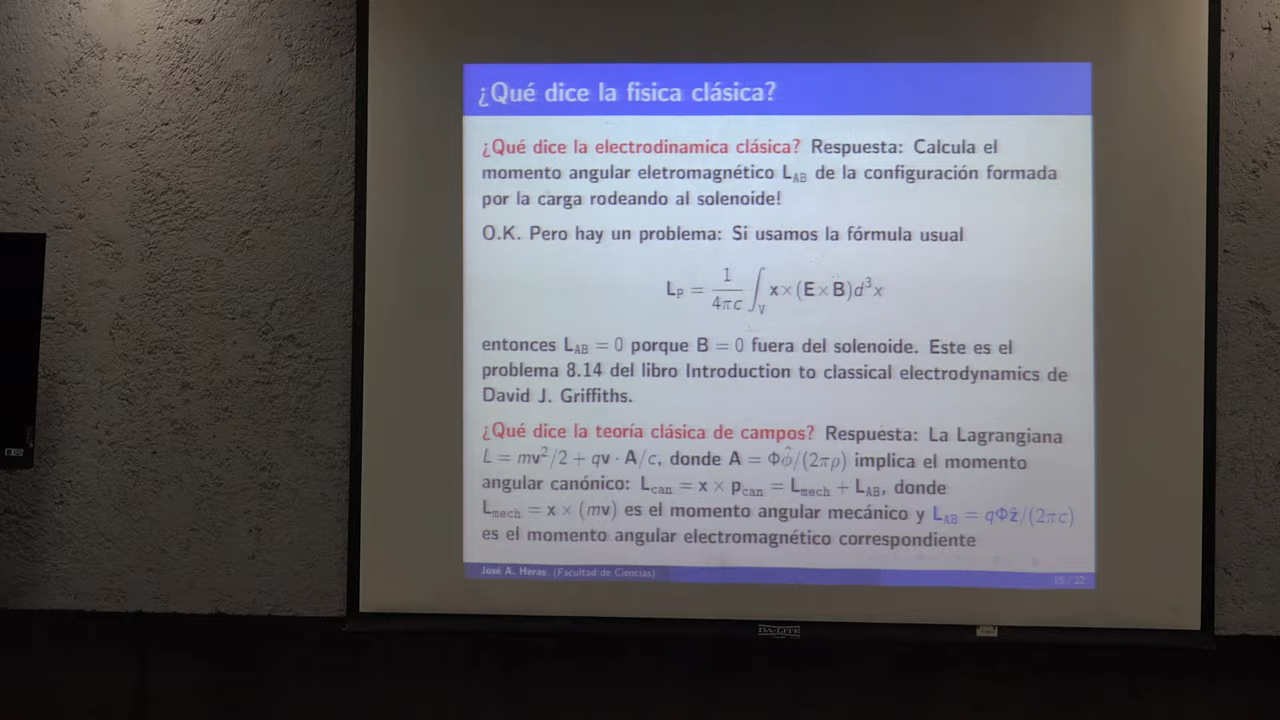 ¿Qué dice la fisica clásica?
¿Qué dice la electrodinamica clásica? Respuesta: Calcula el
momento angular eletromagnético L_AB de la configuración formada
por la carga rodeando al solenoide!
O.K. Pero hay un problema: Si usamos la fórmula usual
L_P = 1/4πc ∫_V x×(E×B)d³x
entonces L_AB = 0 porque B = 0 fuera del solenoide. Este es el
problema 8.14 del libro Introduction to classical electrodynamics de
David J. Griffiths.
¿Qué dice la teoría clásica de campos? Respuesta: La Lagrangiana
L = mv²/2 + qv · A/c, donde A = Φφ̂/(2πρ) implica el momento
angular canónico: L_can = x × p_can = L_mech + L_AB, donde
L_mech = x × (mv) es el momento angular mecánico y L_AB = qΦẑ/(2πc)
es el momento angular electromagnético correspondiente
José A. Heras (Facultad de Ciencias)
15 / 22
DA-LITE